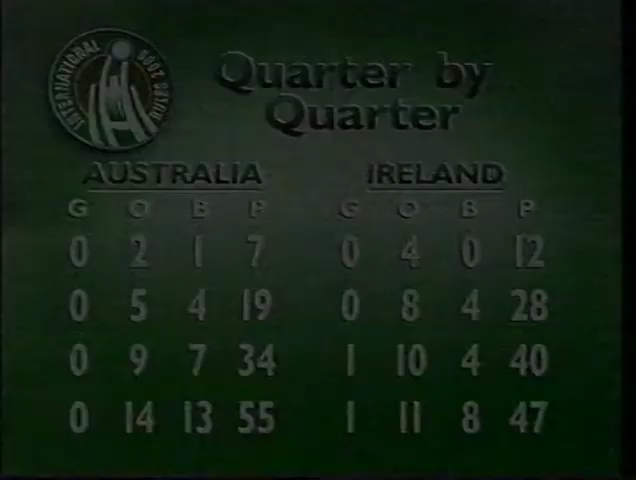 INTERNATIONAL RULES
Quarter by
Quarter
AUSTRALIA IRELAND
G O B P G O B P
0 2 1 7 0 4 0 12
0 5 4 19 0 8 4 28
0 9 7 34 1 10 4 40
0 14 13 55 1 11 8 47